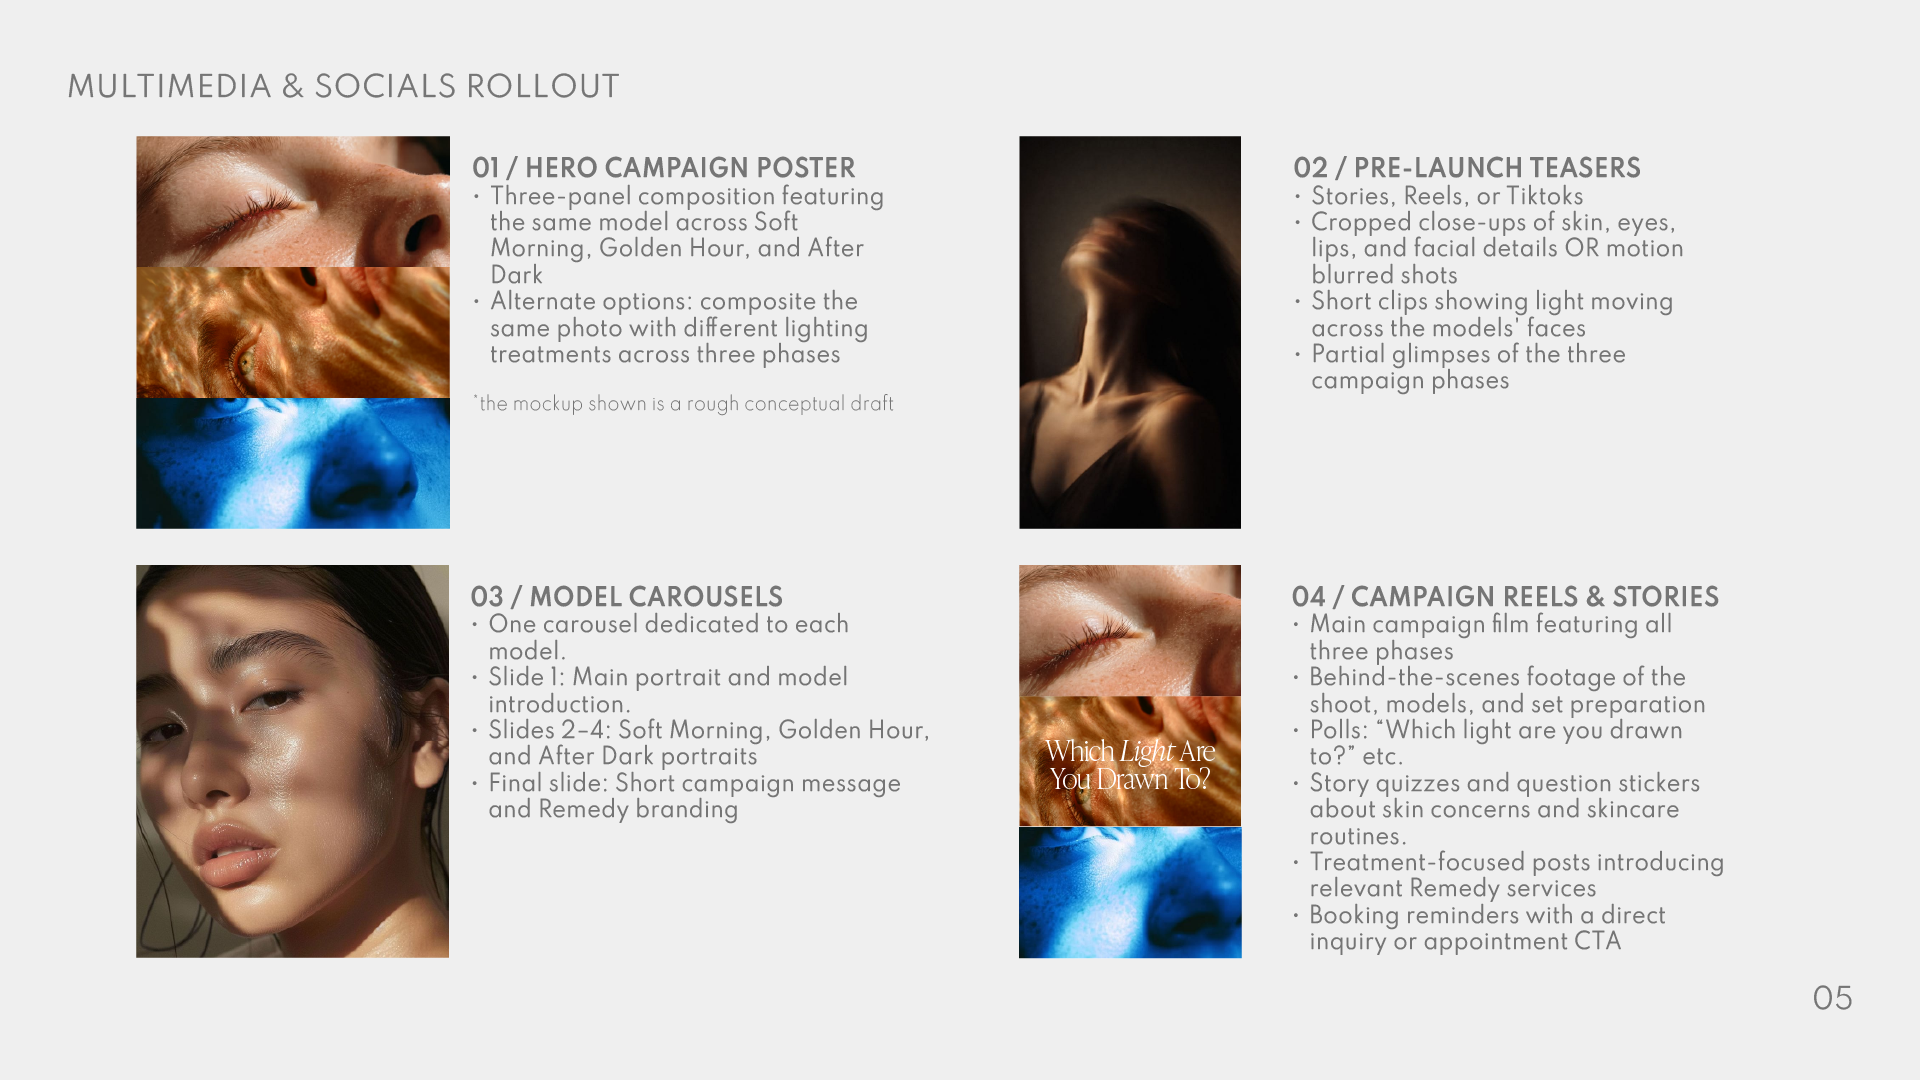 MULTIMEDIA & SOCIALS ROLLOUT
01 / HERO CAMPAIGN POSTER
• Three-panel composition featuring
the same model across Soft
Morning, Golden Hour, and After
Dark
• Alternate options: composite the
same photo with different lighting
treatments across three phases
*the mockup shown is a rough conceptual draft
02 / PRE-LAUNCH TEASERS
• Stories, Reels, or Tiktoks
• Cropped close-ups of skin, eyes,
lips, and facial details OR motion
blurred shots
• Short clips showing light moving
across the models' faces
• Partial glimpses of the three
campaign phases
03 / MODEL CAROUSELS
• One carousel dedicated to each
model.
• Slide 1: Main portrait and model
introduction.
• Slides 2–4: Soft Morning, Golden Hour,
and After Dark portraits
• Final slide: Short campaign message
and Remedy branding
Which Light Are
You Drawn To?
04 / CAMPAIGN REELS & STORIES
• Main campaign film featuring all
three phases
• Behind-the-scenes footage of the
shoot, models, and set preparation
• Polls: “Which light are you drawn
to?” etc.
• Story quizzes and question stickers
about skin concerns and skincare
routines.
• Treatment-focused posts introducing
relevant Remedy services
• Booking reminders with a direct
inquiry or appointment CTA
05